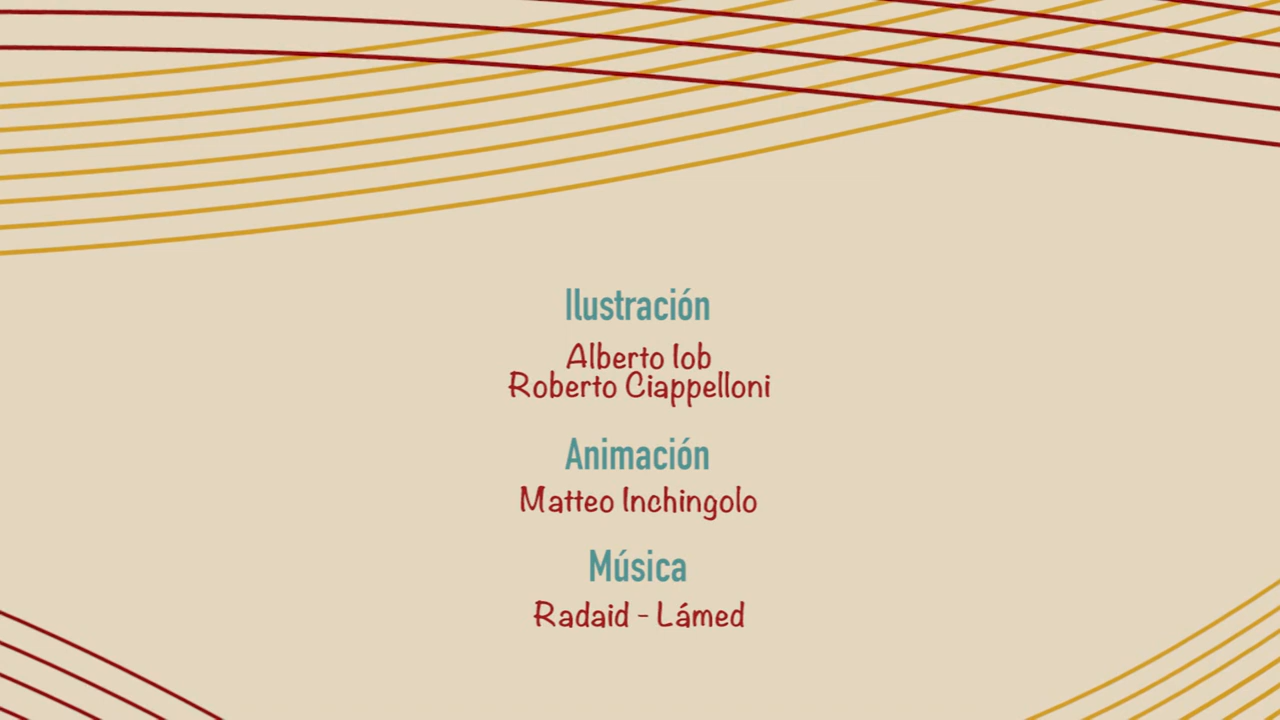 Ilustración
Alberto Iob
Roberto Ciappelloni
Animación
Matteo Inchingolo
Música
Radaid - Lámed